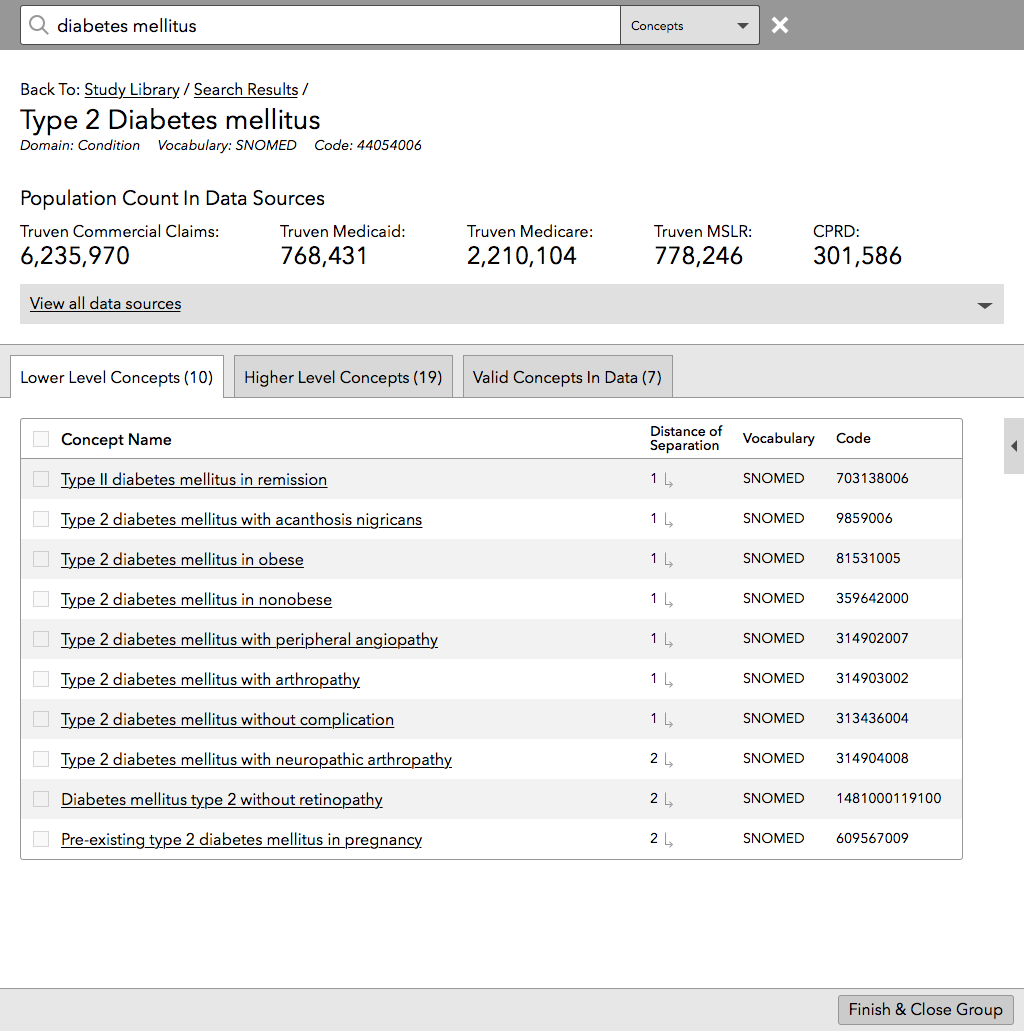 diabetes mellitus
Concepts
Back To: Study Library / Search Results /
Type 2 Diabetes mellitus
Domain: Condition Vocabulary: SNOMED Code: 44054006
Population Count In Data Sources
Truven Commercial Claims: Truven Medicaid: Truven Medicare: Truven MSLR: CPRD:
6,235,970 768,431 2,210,104 778,246 301,586
View all data sources
Lower Level Concepts (10) Higher Level Concepts (19) Valid Concepts In Data (7)
Concept Name Distance of Separation Vocabulary Code
Type II diabetes mellitus in remission 1 SNOMED 703138006
Type 2 diabetes mellitus with acanthosis nigricans 1 SNOMED 9859006
Type 2 diabetes mellitus in obese 1 SNOMED 81531005
Type 2 diabetes mellitus in nonobese 1 SNOMED 359642000
Type 2 diabetes mellitus with peripheral angiopathy 1 SNOMED 314902007
Type 2 diabetes mellitus with arthropathy 1 SNOMED 314903002
Type 2 diabetes mellitus without complication 1 SNOMED 313436004
Type 2 diabetes mellitus with neuropathic arthropathy 2 SNOMED 314904008
Diabetes mellitus type 2 without retinopathy 2 SNOMED 1481000119100
Pre-existing type 2 diabetes mellitus in pregnancy 2 SNOMED 609567009
Finish & Close Group